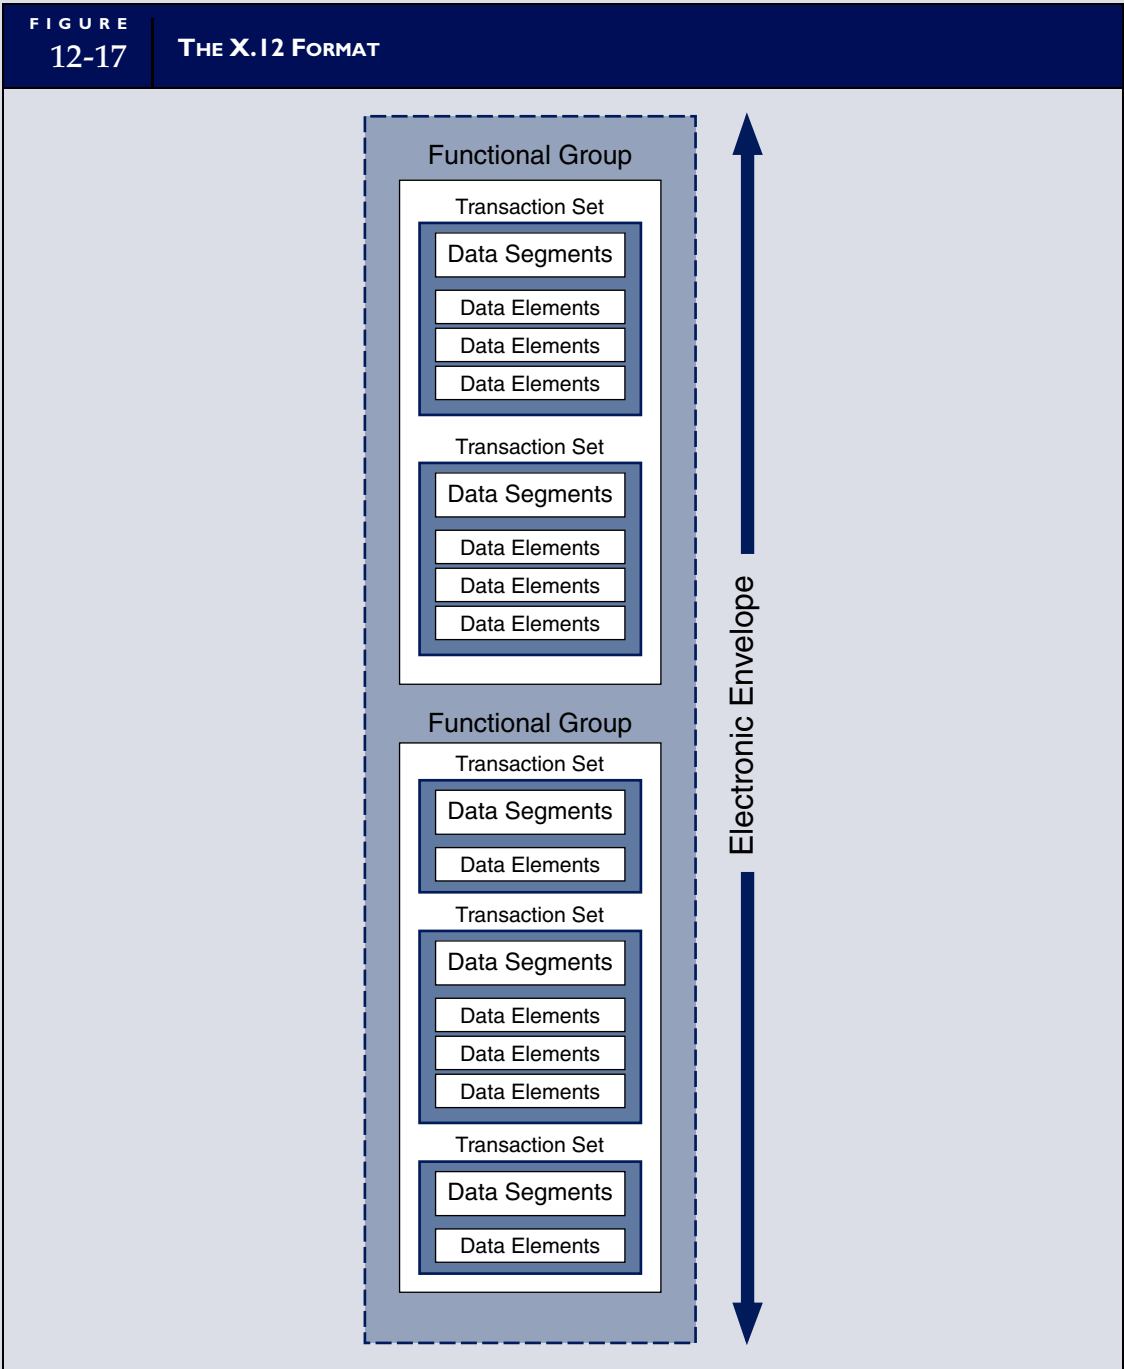 FIGURE
12-17
THE X.12 FORMAT
Functional Group
Transaction Set
Data Segments
Data Elements
Data Elements
Data Elements
Transaction Set
Data Segments
Data Elements
Data Elements
Data Elements
Functional Group
Transaction Set
Data Segments
Data Elements
Transaction Set
Data Segments
Data Elements
Data Elements
Data Elements
Transaction Set
Data Segments
Data Elements
Electronic Envelope